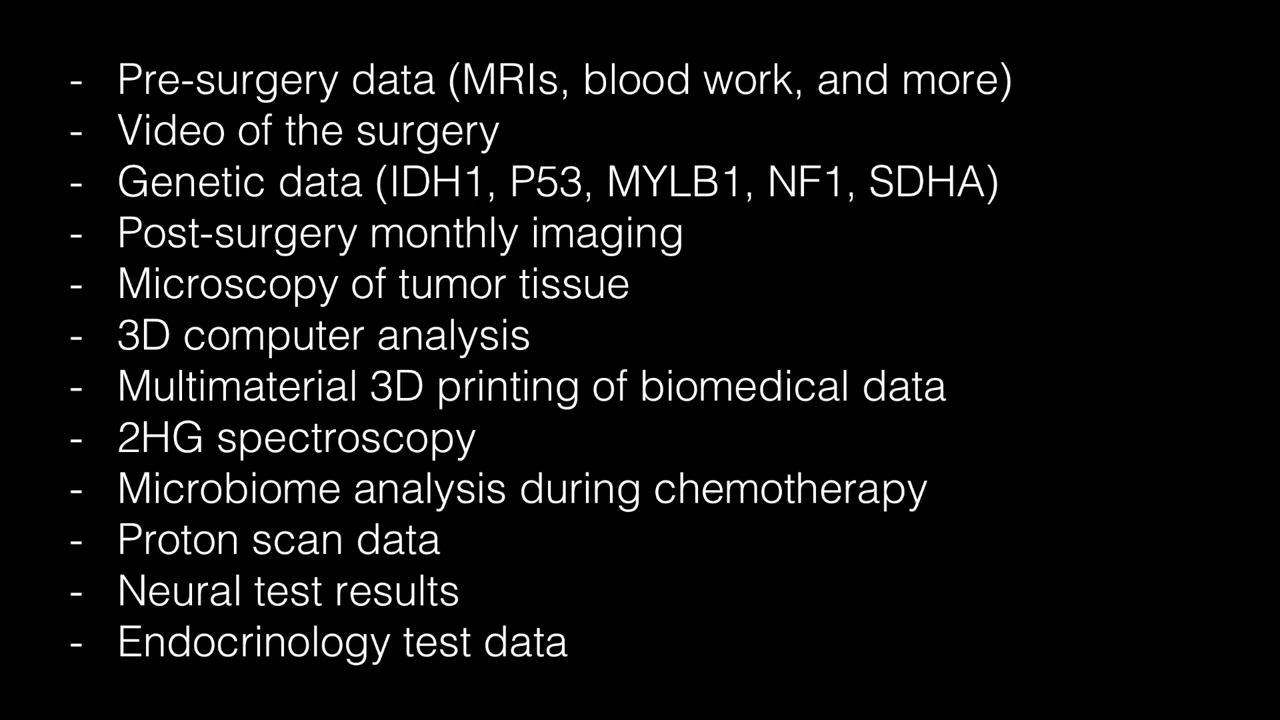 - Pre-surgery data (MRIs, blood work, and more)
- Video of the surgery
- Genetic data (IDH1, P53, MYLB1, NF1, SDHA)
- Post-surgery monthly imaging
- Microscopy of tumor tissue
- 3D computer analysis
- Multimaterial 3D printing of biomedical data
- 2HG spectroscopy
- Microbiome analysis during chemotherapy
- Proton scan data
- Neural test results
- Endocrinology test data